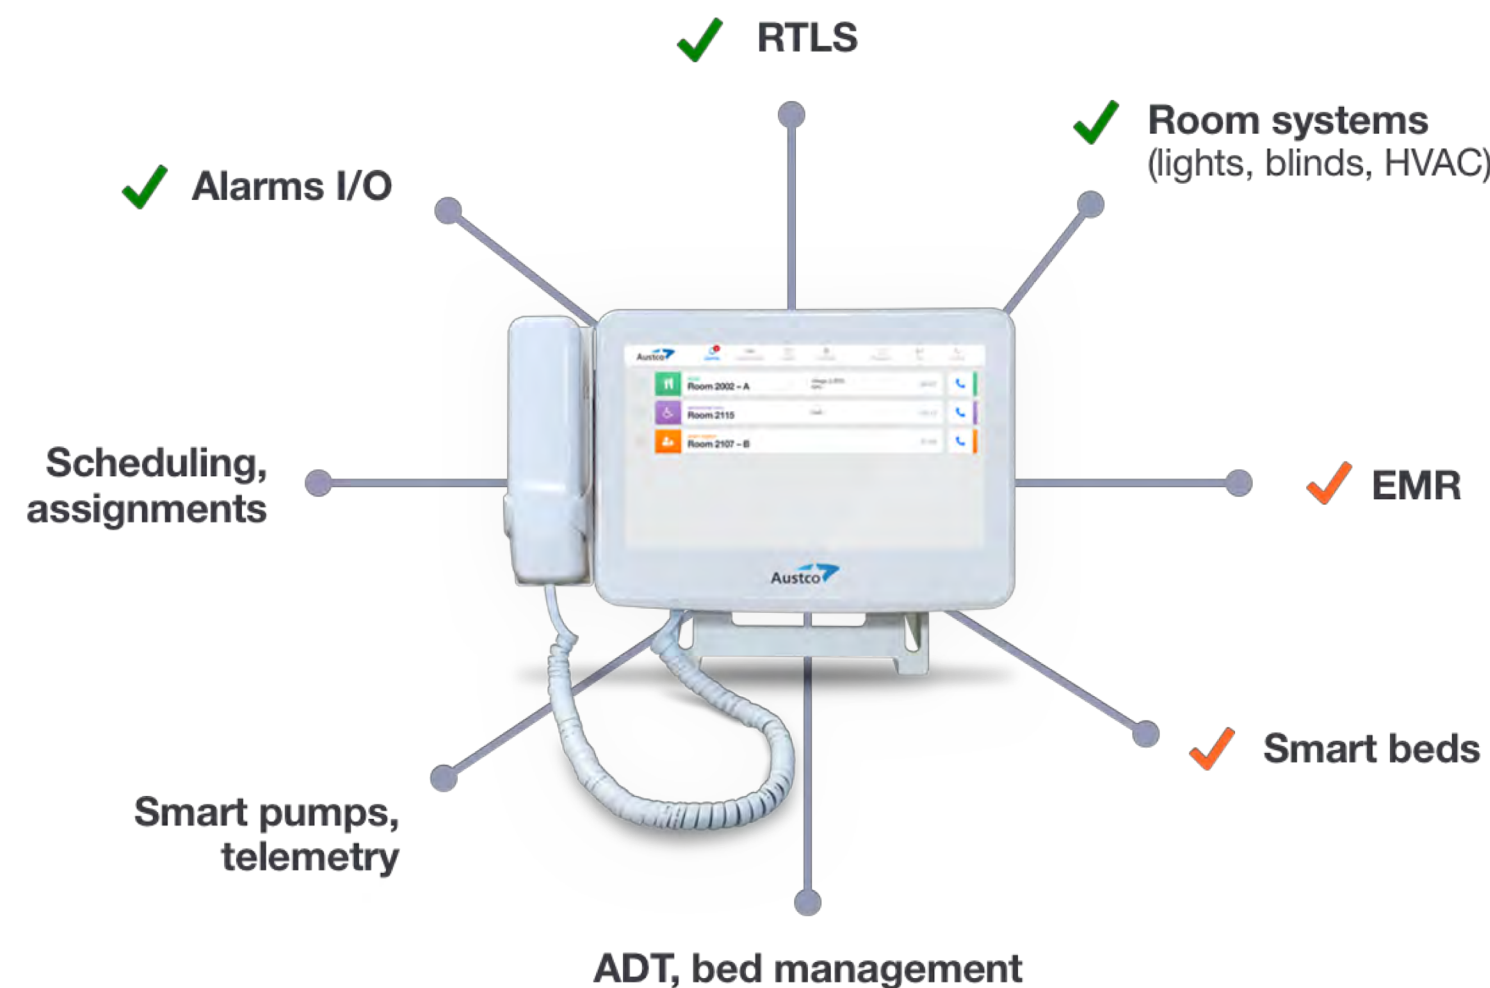 RTLS
Room systems
(lights, blinds, HVAC)
Alarms I/O
Austco
Room 2002 – A
Room 2115
Room 2107 – B
Scheduling,
assignments
EMR
Austco
Smart beds
Smart pumps,
telemetry
ADT, bed management